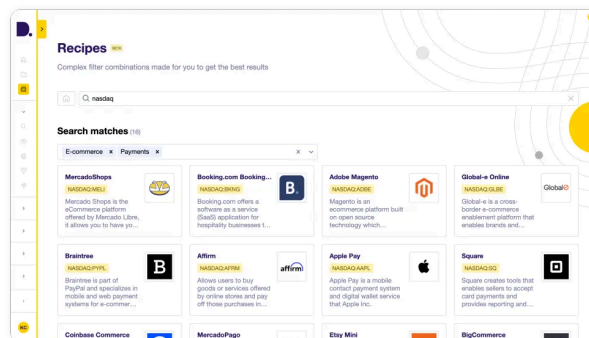 D.
Recipes NEW
Complex filter combinations made for you to get the best results
nasdaq
Search matches (16)
E-commerce × Payments ×
MercadoShops
NASDAQ:MELI
Mercado Shops is the
eCommerce platform
offered by Mercado Libre,
it allows you to have yo...
Booking.com Booking...
NASDAQ:BKNG
B.
Booking.com offers a
software as a service
(SaaS) application for
hospitality businesses t...
Adobe Magento
NASDAQ:ADBE
Magento is an
ecommerce platform built
on open source
technology which...
Global-e Online
NASDAQ:GLBE
Global-e
Global-e is a cross-
border e-commerce
enablement platform that
enables brands and...
Braintree
NASDAQ:PYPL
B
Braintree is part of
PayPal and specializes in
mobile and web payment
systems for e-commer...
Affirm
NASDAQ:AFRM
affirm
Allows users to buy
goods or services offered
by online stores and pay
off those purchases in...
Apple Pay
NASDAQ:AAPL
Apple Pay is a mobile
contact payment system
and digital wallet service
that Apple Inc.
Square
NASDAQ:SQ
Square creates tools that
enables sellers to accept
card payments and
provides reporting and...
KC
Coinbase Commerce
MercadoPago
Etsy Mini
BigCommerce